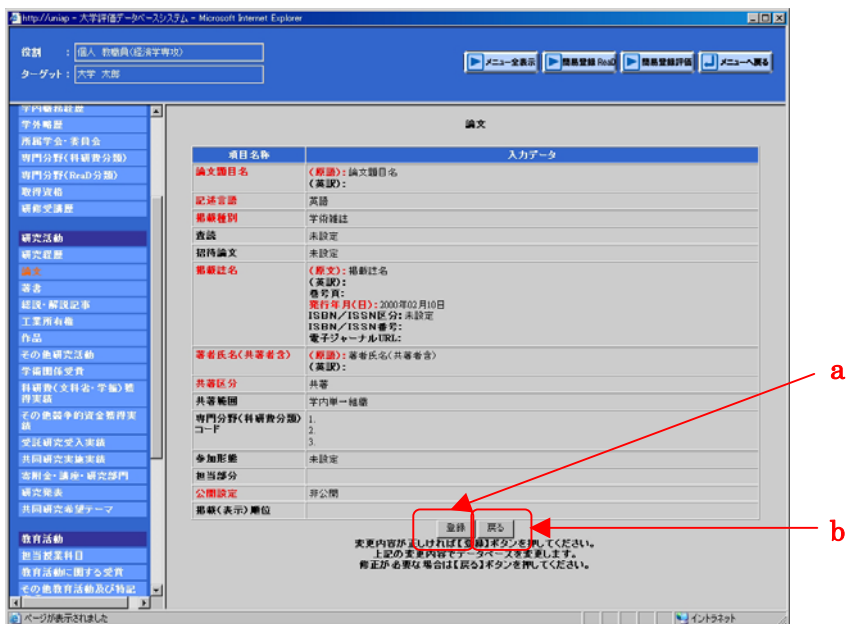 http://uniap - 大学評価データベースシステム - Microsoft Internet Explorer
役割 : 個人 教職員(経済学専攻)
ターゲット : 大学 太郎
メニュー全表示 簡易登録 ReaD 簡易登録評価 メニューへ戻る
学内職務経歴
学外略歴
所属学会・委員会
専門分野(科研費分類)
専門分野(ReaD分類)
取得資格
研修受講歴
研究活動
研究経歴
論文
著書
総説・解説記事
工業所有権
作品
その他研究活動
学術関係受賞
科研費(文科省・学振)獲
得実績
その他競争的資金獲得実
績
受託研究受入実績
共同研究実施実績
寄附金・講座・研究部門
研究発表
共同研究希望テーマ
教育活動
担当授業科目
教育活動に関する受賞
その他教育活動及び特記
論文
項目名称 入力データ
論文題目名 (原語): 論文題目名
(英訳):
記述言語 英語
掲載種別 学術雑誌
査読 未設定
招待論文 未設定
掲載誌名 (原文): 掲載誌名
(英訳):
巻号頁:
発行年月(日): 2000年02月10日
ISBN/ISSN区分: 未設定
ISBN/ISSN番号:
電子ジャーナルURL:
著者氏名(共著者含) (原語): 著者氏名(共著者含)
(英訳):
共著区分 共著
共著範囲 学内単一組織
専門分野(科研費分類)
コード
1.
2.
3.
参加形態 未設定
担当部分
公開設定 非公開
掲載(表示)順位
登録 戻る
変更内容が正しければ【登録】ボタンを押してください。
上記の変更内容でデータベースを変更します。
修正が必要な場合は【戻る】ボタンを押してください。
a
b
ページが表示されました イントラネット